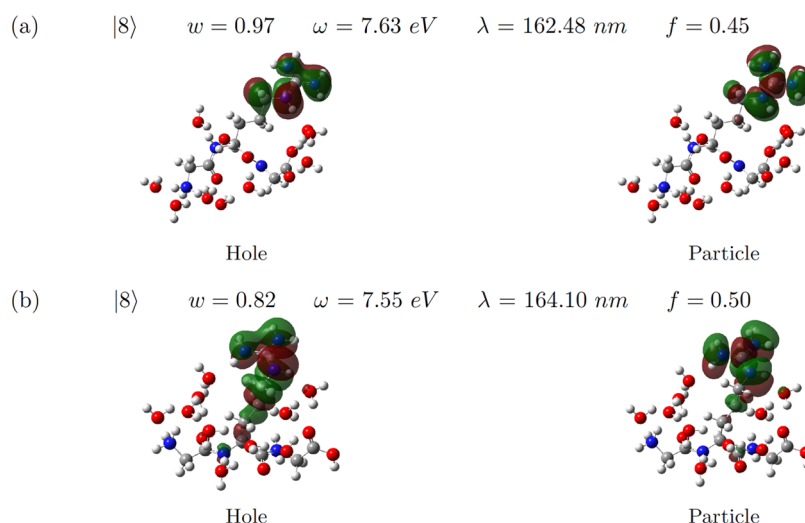 (a) |8⟩ w = 0.97 ω = 7.63 eV λ = 162.48 nm f = 0.45
Hole Particle
(b) |8⟩ w = 0.82 ω = 7.55 eV λ = 164.10 nm f = 0.50
Hole Particle